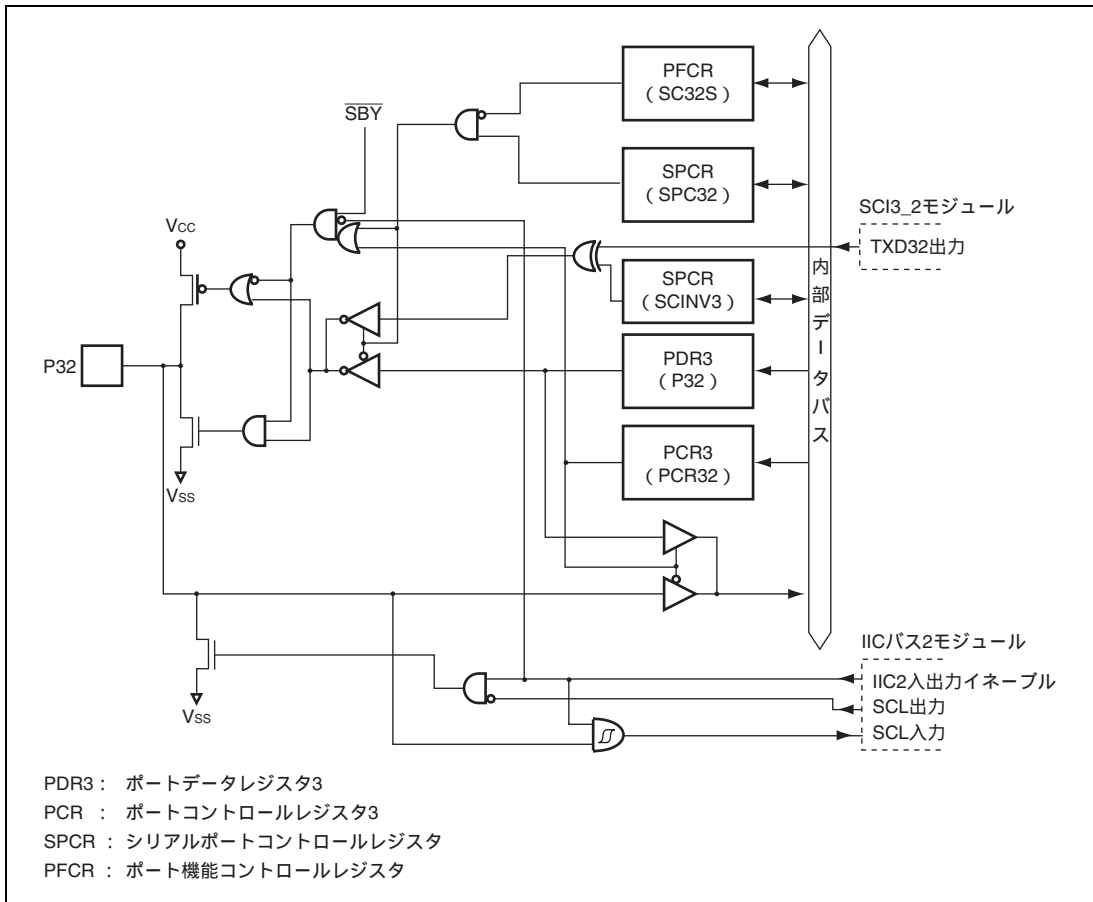 PFCR
( SC32S )
SBY
SPCR
( SPC32 )
SCI3_2モジュール
VCC
TXD32出力
SPCR
( SCINV3 )
内部データバス
P32
PDR3
( P32 )
PCR3
( PCR32 )
VSS
IICバス2モジュール
IIC2入出力イネーブル
VSS
SCL出力
SCL入力
PDR3 : ポートデータレジスタ3
PCR : ポートコントロールレジスタ3
SPCR : シリアルポートコントロールレジスタ
PFCR : ポート機能コントロールレジスタ